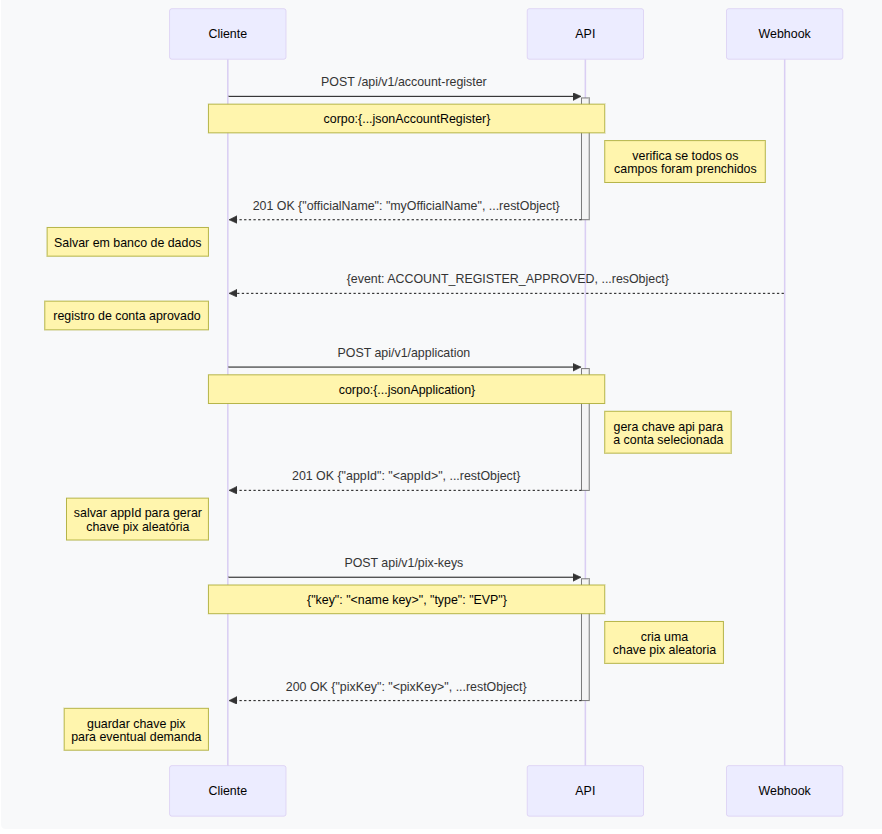 Cliente
API
Webhook
POST /api/v1/account-register
corpo:{...jsonAccountRegister}
verifica se todos os
campos foram prenchidos
201 OK {"officialName": "myOfficialName", ...restObject}
Salvar em banco de dados
{event: ACCOUNT_REGISTER_APPROVED, ...resObject}
registro de conta aprovado
POST api/v1/application
corpo:{...jsonApplication}
gera chave api para
a conta selecionada
201 OK {"appId": "<appId>", ...restObject}
salvar appId para gerar
chave pix aleatória
POST api/v1/pix-keys
{"key": "<name key>", "type": "EVP"}
cria uma
chave pix aleatoria
200 OK {"pixKey": "<pixKey>", ...restObject}
guardar chave pix
para eventual demanda
Cliente
API
Webhook